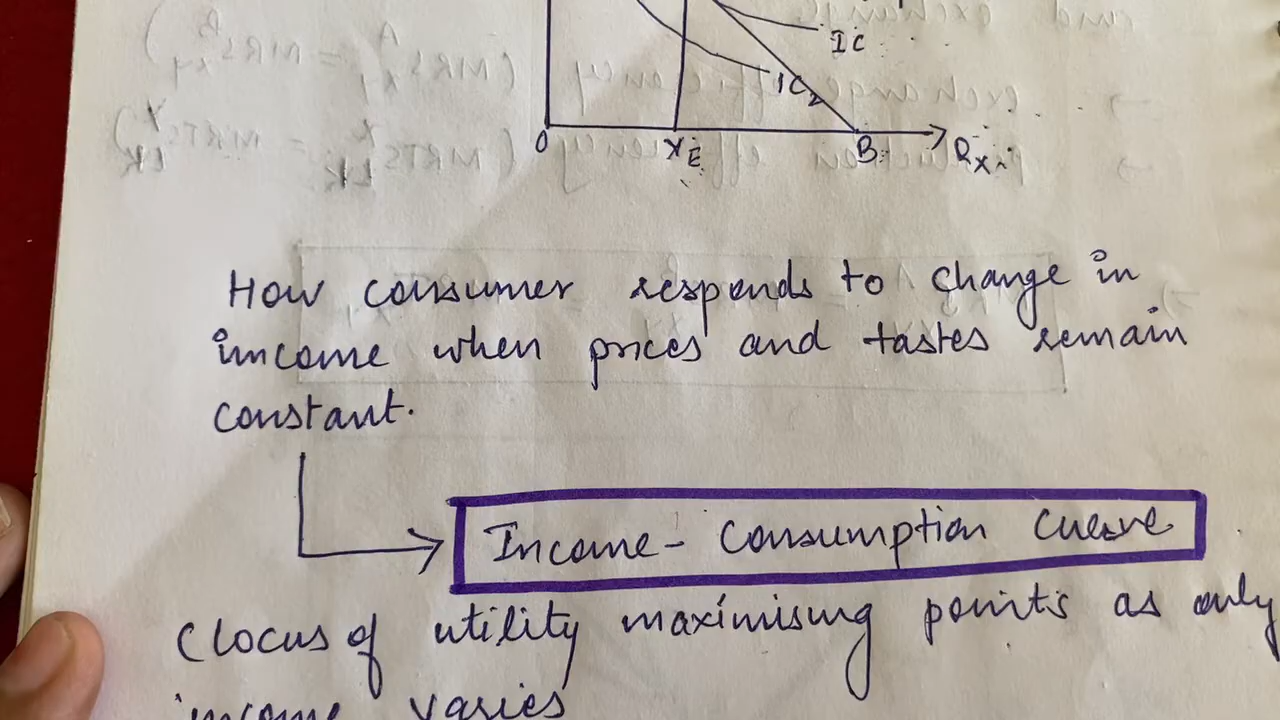 IC
IC2
O XE B Qx
How consumer responds to change in
income when prices and tastes remain
constant.
Income - Consumption Curve
(locus of utility maximising points as only
income varies